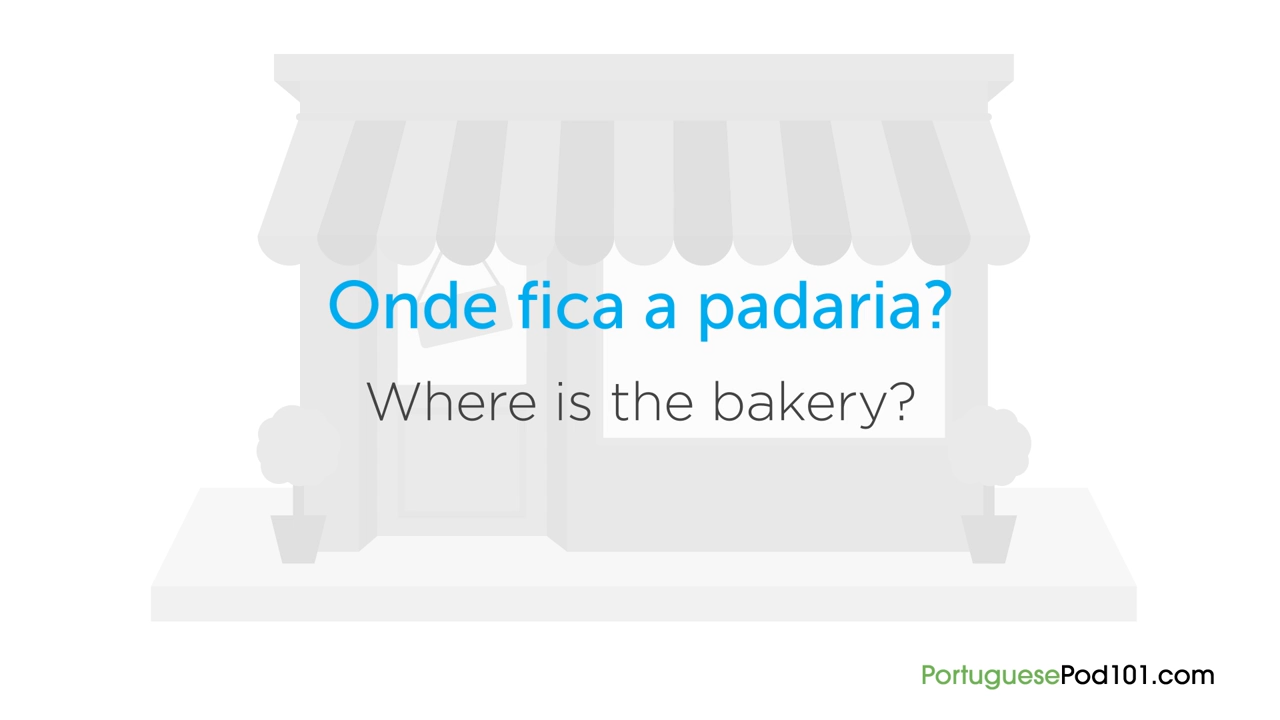 Onde fica a padaria?
Where is the bakery?
PortuguesePod101.com